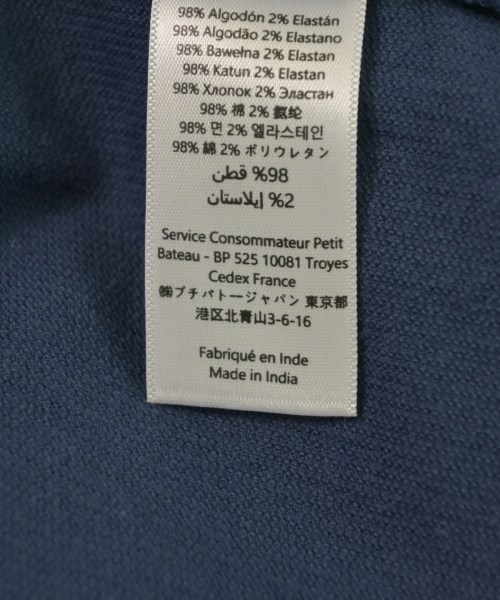 98% Algodón 2% Elastán
98% Algodão 2% Elastano
98% Bawełna 2% Elastan
98% Katun 2% Elastan
98% Хлопок 2% Эластан
98% 棉 2% 氨纶
98% 면 2% 엘라스테인
98% 綿 2% ポリウレタン
98% قطن
2% إيلاستان
Service Consommateur Petit
Bateau - BP 525 10081 Troyes
Cedex France
㈱プチバトージャパン 東京都
港区北青山3-6-16
Fabriqué en Inde
Made in India